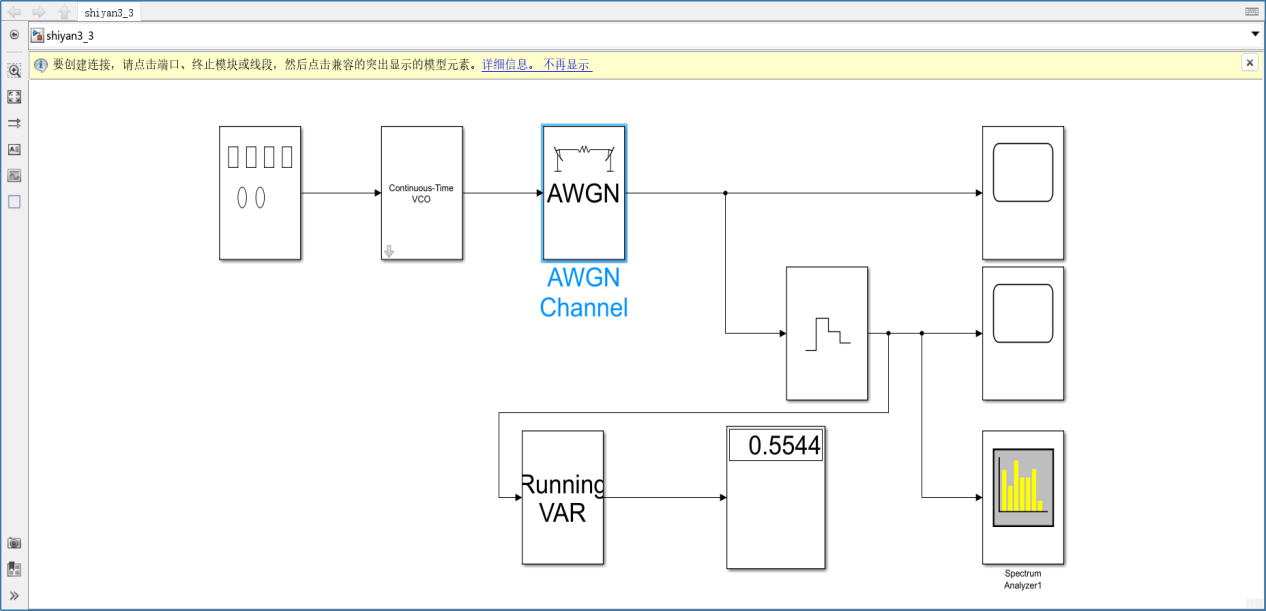 shiyan3_3
shiyan3_3
要创建连接，请点击端口、终止模块或线段，然后点击兼容的突出显示的模型元素。详细信息。 不再显示
Continuous-Time
VCO
AWGN
AWGN
Channel
Running
VAR
0.5544
Spectrum
Analyzer1